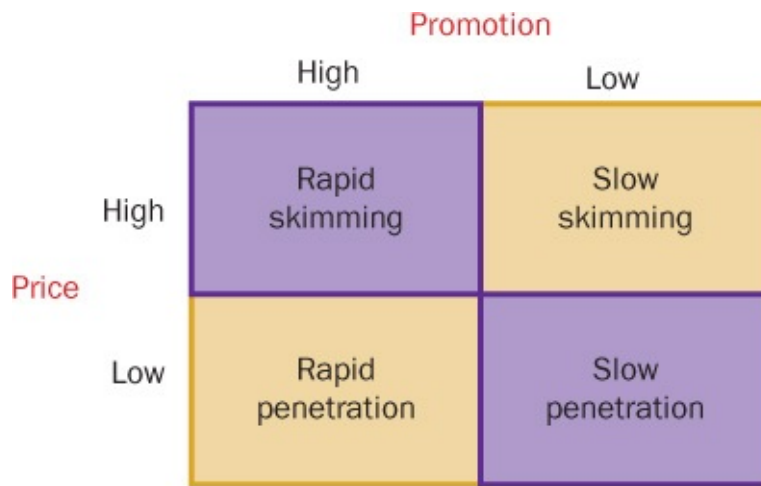 Promotion
High
Low
Rapid
skimming
Slow
skimming
High
Price
Low
Rapid
penetration
Slow
penetration